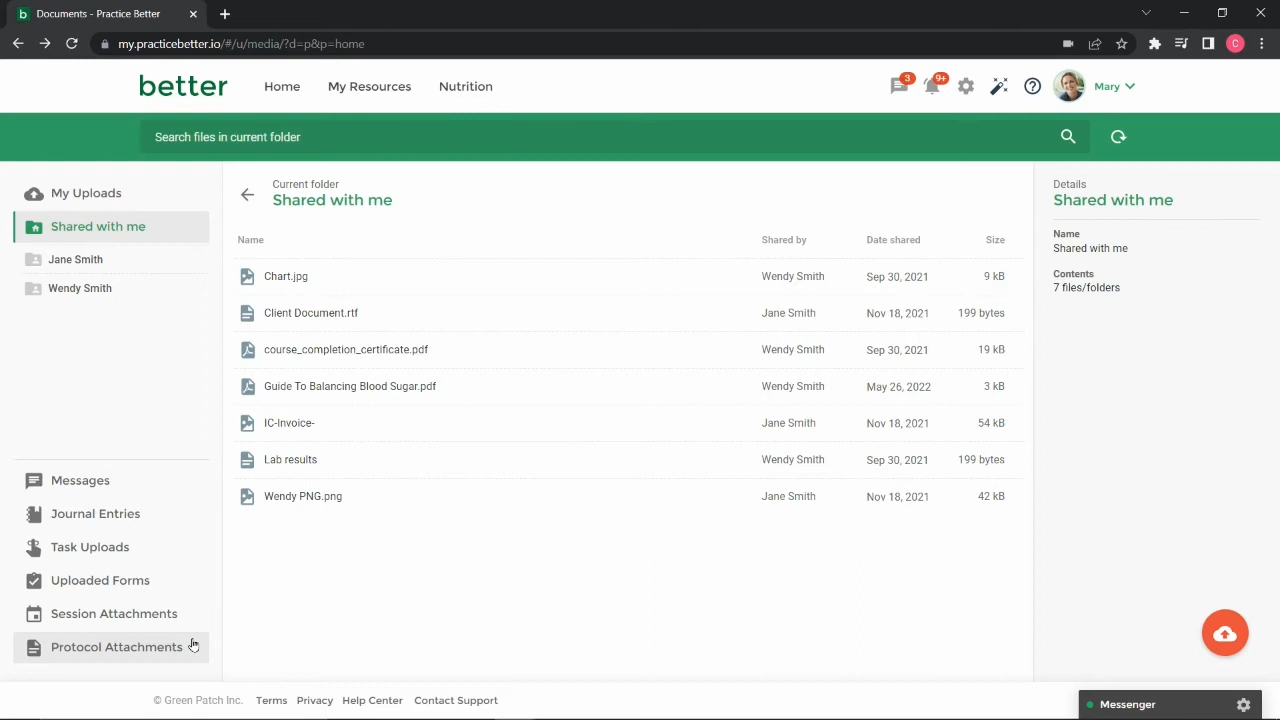 Documents - Practice Better
my.practicebetter.io/#/u/media/?d=p&p=home
C
better
Home
My Resources
Nutrition
3
9+
Mary
Search files in current folder
My Uploads
Shared with me
Jane Smith
Wendy Smith
Messages
Journal Entries
Task Uploads
Uploaded Forms
Session Attachments
Protocol Attachments
Current folder
Shared with me
Name Shared by Date shared Size
Chart.jpg Wendy Smith Sep 30, 2021 9 kB
Client Document.rtf Jane Smith Nov 18, 2021 199 bytes
course_completion_certificate.pdf Wendy Smith Sep 30, 2021 19 kB
Guide To Balancing Blood Sugar.pdf Wendy Smith May 26, 2022 3 kB
IC-Invoice- Jane Smith Nov 18, 2021 54 kB
Lab results Wendy Smith Sep 30, 2021 199 bytes
Wendy PNG.png Jane Smith Nov 18, 2021 42 kB
Details
Shared with me
Name
Shared with me
Contents
7 files/folders
© Green Patch Inc. Terms Privacy Help Center Contact Support
Messenger